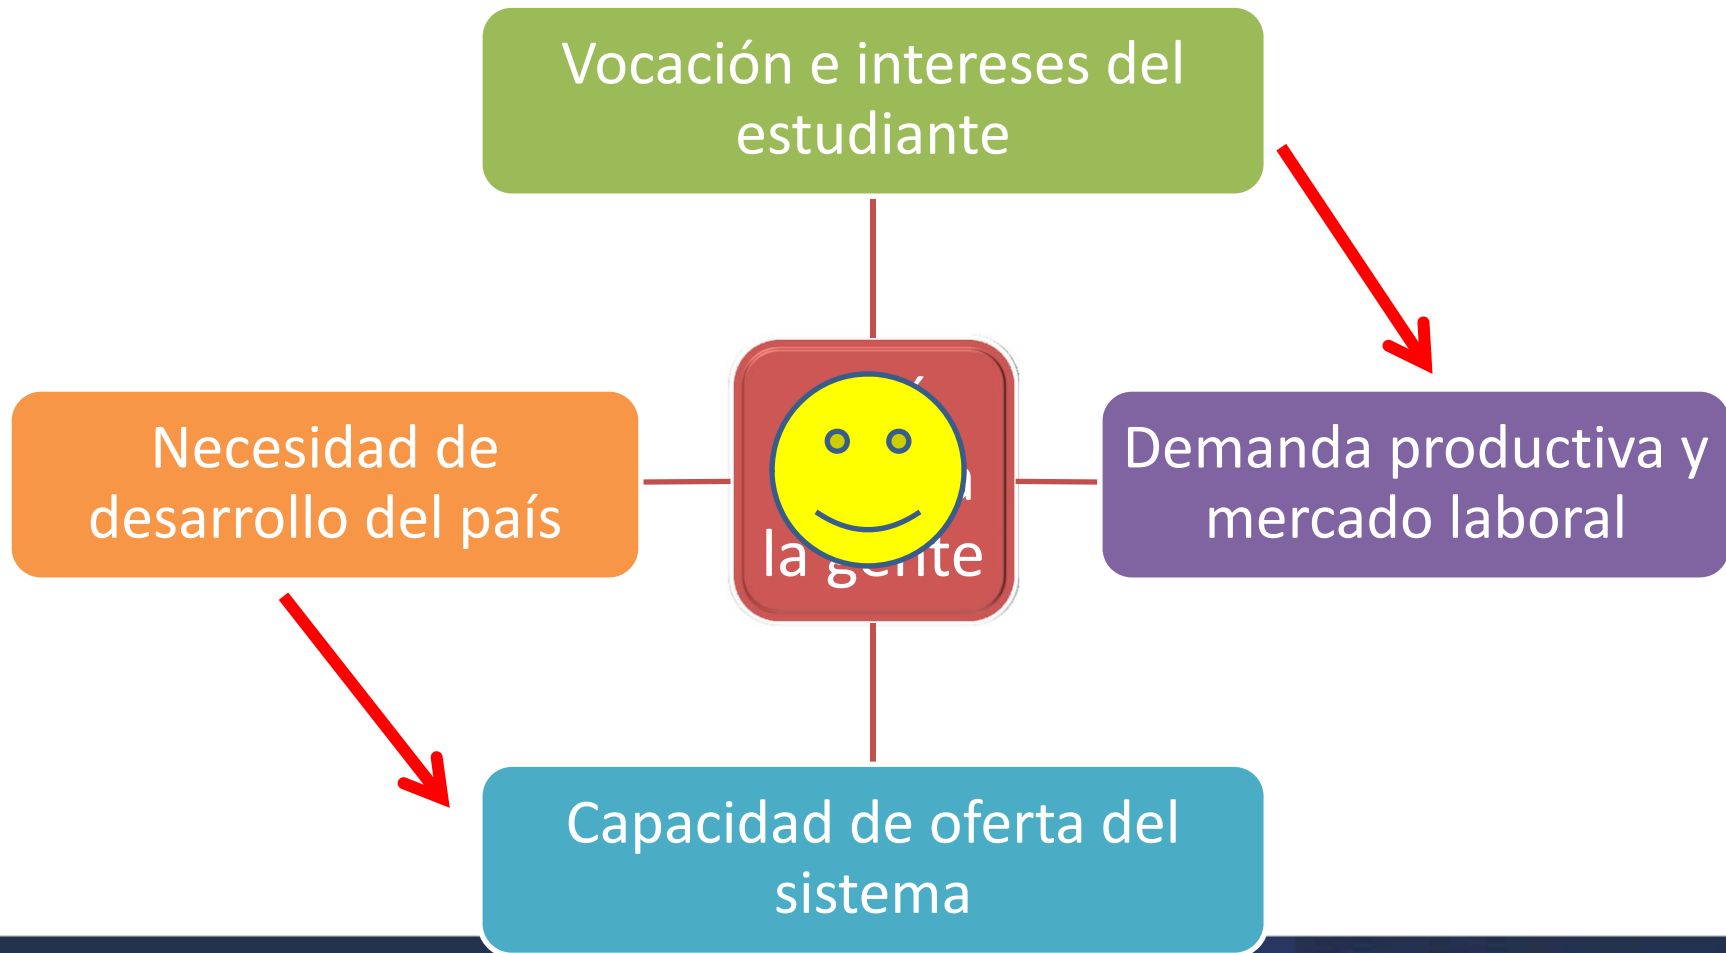 Vocación e intereses del
estudiante
Necesidad de
desarrollo del país
la gente
Demanda productiva y
mercado laboral
Capacidad de oferta del
sistema